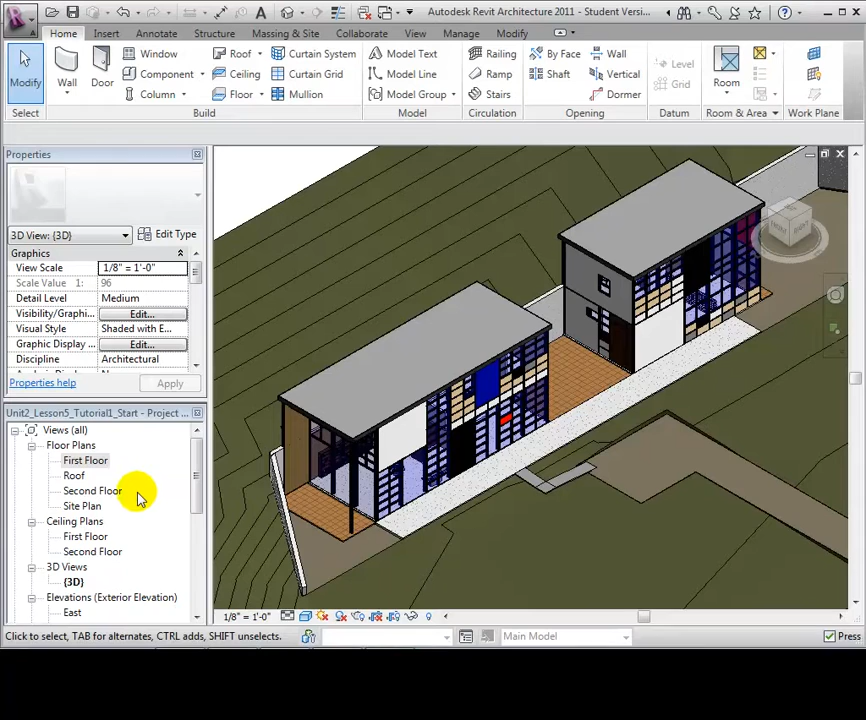 Autodesk Revit Architecture 2011 - Student Versi...
Home Insert Annotate Structure Massing & Site Collaborate View Manage Modify
Modify
Select
Wall
Door
Window
Component
Column
Roof
Ceiling
Floor
Curtain System
Curtain Grid
Mullion
Build
Model Text
Model Line
Model Group
Model
Railing
Ramp
Stairs
Circulation
By Face
Shaft
Wall
Vertical
Dormer
Opening
Level
Grid
Datum
Room
Room & Area
Work Plane
Properties
3D View: {3D}
Edit Type
Graphics
View Scale 1/8" = 1'-0"
Scale Value 1: 96
Detail Level Medium
Visibility/Graphi... Edit...
Visual Style Shaded with E...
Graphic Display ... Edit...
Discipline Architectural
Properties help
Apply
Unit2_Lesson5_Tutorial1_Start - Project ...
Views (all)
Floor Plans
First Floor
Roof
Second Floor
Site Plan
Ceiling Plans
First Floor
Second Floor
3D Views
{3D}
Elevations (Exterior Elevation)
East
1/8" = 1'-0"
Click to select, TAB for alternates, CTRL adds, SHIFT unselects.
Main Model
Press